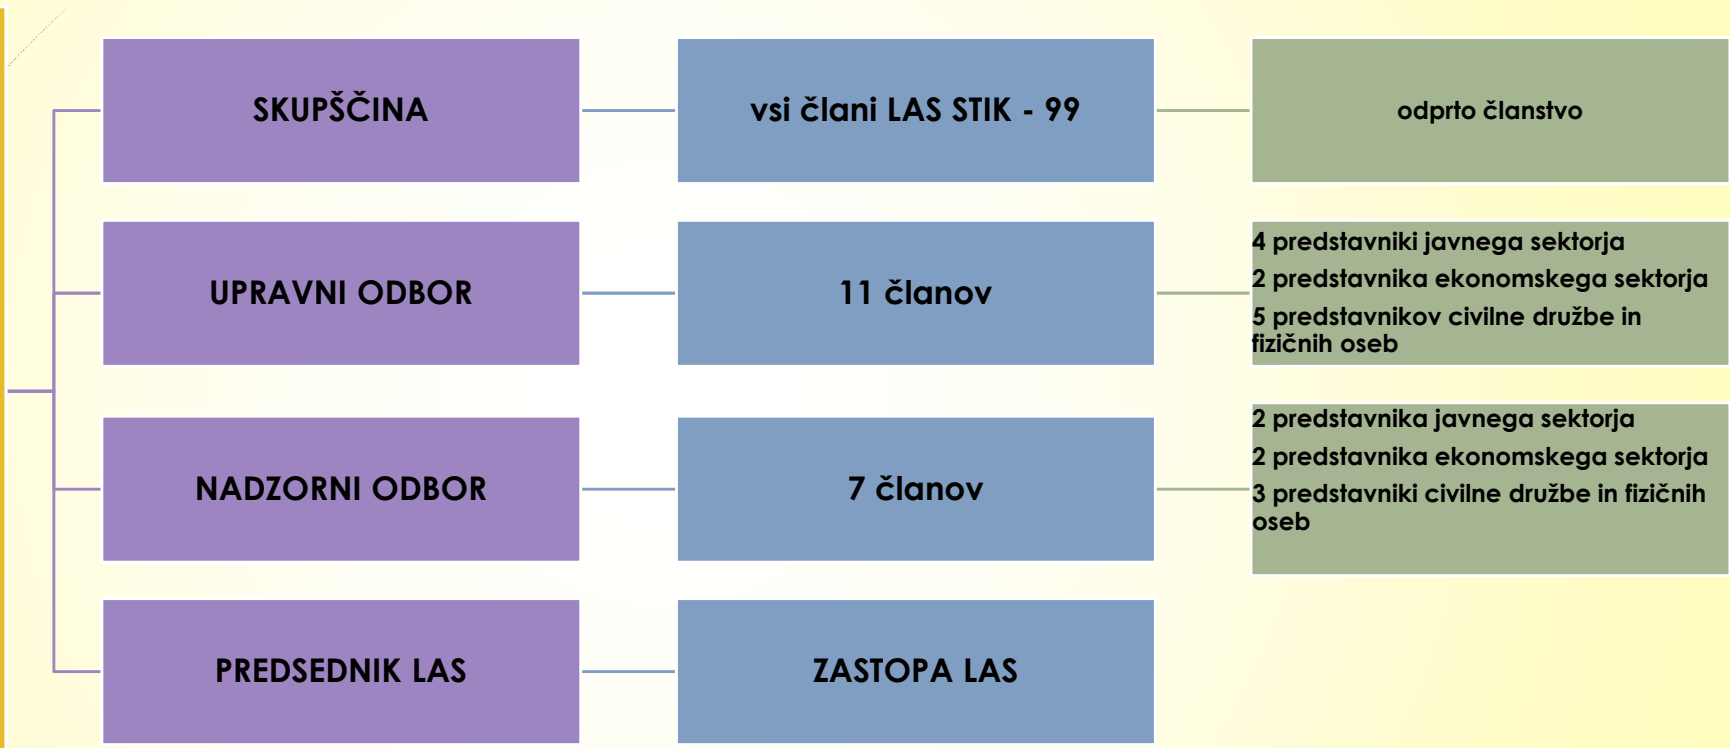 SKUPŠČINA
vsi člani LAS STIK - 99
odprto članstvo
UPRAVNI ODBOR
11 članov
4 predstavniki javnega sektorja
2 predstavnika ekonomskega sektorja
5 predstavnikov civilne družbe in
fizičnih oseb
NADZORNI ODBOR
7 članov
2 predstavnika javnega sektorja
2 predstavnika ekonomskega sektorja
3 predstavniki civilne družbe in fizičnih
oseb
PREDSEDNIK LAS
ZASTOPA LAS